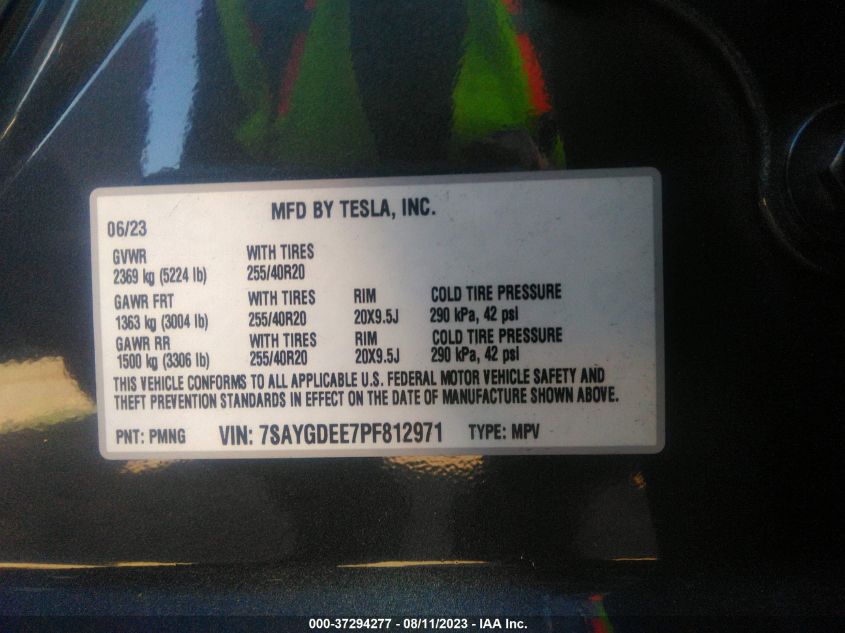 MFD BY TESLA, INC.
06/23
GVWR WITH TIRES
2369 kg (5224 lb) 255/40R20
GAWR FRT WITH TIRES RIM COLD TIRE PRESSURE
1363 kg (3004 lb) 255/40R20 20X9.5J 290 kPa, 42 psi
GAWR RR WITH TIRES RIM COLD TIRE PRESSURE
1500 kg (3306 lb) 255/40R20 20X9.5J 290 kPa, 42 psi
THIS VEHICLE CONFORMS TO ALL APPLICABLE U.S. FEDERAL MOTOR VEHICLE SAFETY AND
THEFT PREVENTION STANDARDS IN EFFECT ON THE DATE OF MANUFACTURE SHOWN ABOVE.
PNT: PMNG VIN: 7SAYGDEE7PF812971 TYPE: MPV
000-37294277 - 08/11/2023 - IAA Inc.